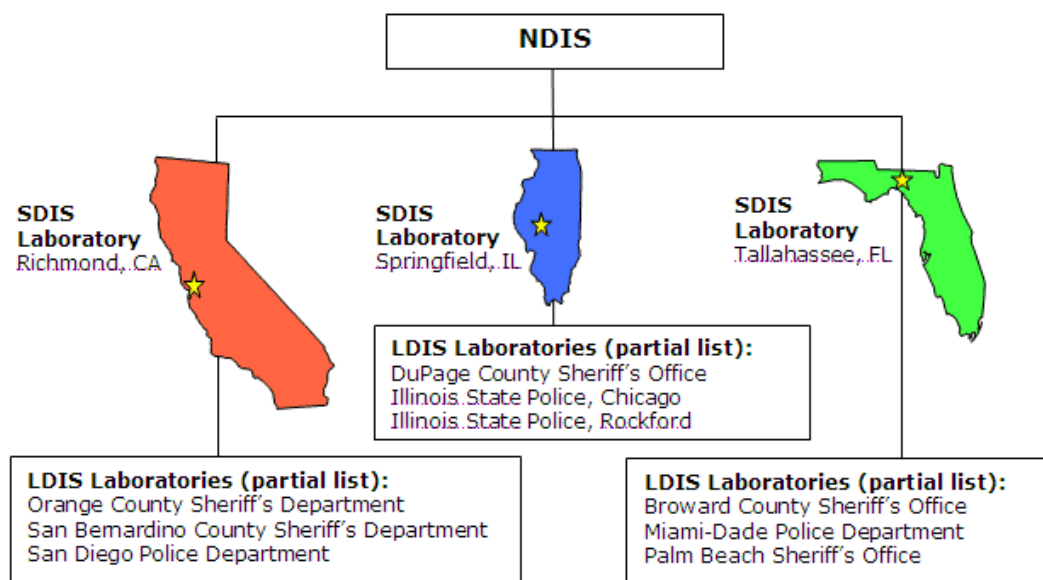 NDIS
SDIS
Laboratory
Richmond, CA
SDIS
Laboratory
Springfield, IL
SDIS
Laboratory
Tallahassee, FL
LDIS Laboratories (partial list):
DuPage County Sheriff's Office
Illinois State Police, Chicago
Illinois State Police, Rockford
LDIS Laboratories (partial list):
Orange County Sheriff's Department
San Bernardino County Sheriff's Department
San Diego Police Department
LDIS Laboratories (partial list):
Broward County Sheriff's Office
Miami-Dade Police Department
Palm Beach Sheriff's Office